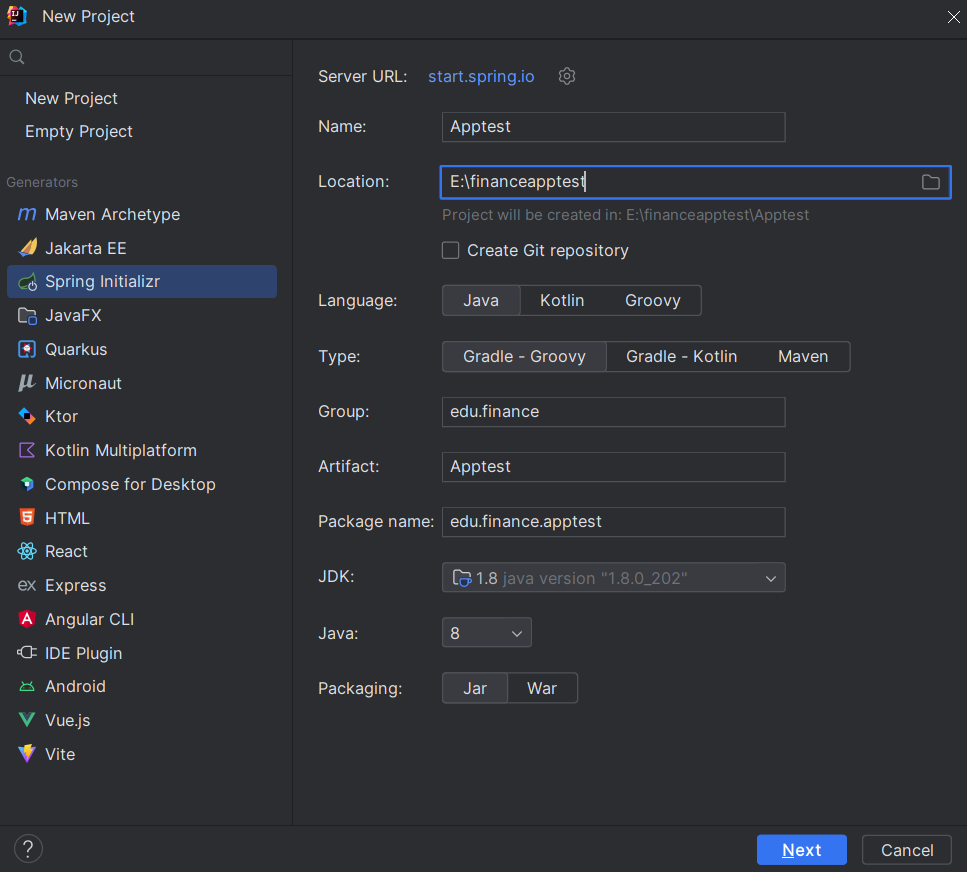 New Project
New Project
Empty Project
Generators
Maven Archetype
Jakarta EE
Spring Initializr
JavaFX
Quarkus
Micronaut
Ktor
Kotlin Multiplatform
Compose for Desktop
HTML
React
ex Express
Angular CLI
IDE Plugin
Android
Vue.js
Vite
Server URL: start.spring.io
Name: Apptest
Location: E:\financeapptest
Project will be created in: E:\financeapptest\Apptest
Create Git repository
Language: Java Kotlin Groovy
Type: Gradle - Groovy Gradle - Kotlin Maven
Group: edu.finance
Artifact: Apptest
Package name: edu.finance.apptest
JDK: 1.8 java version "1.8.0_202"
Java: 8
Packaging: Jar War
? Next Cancel